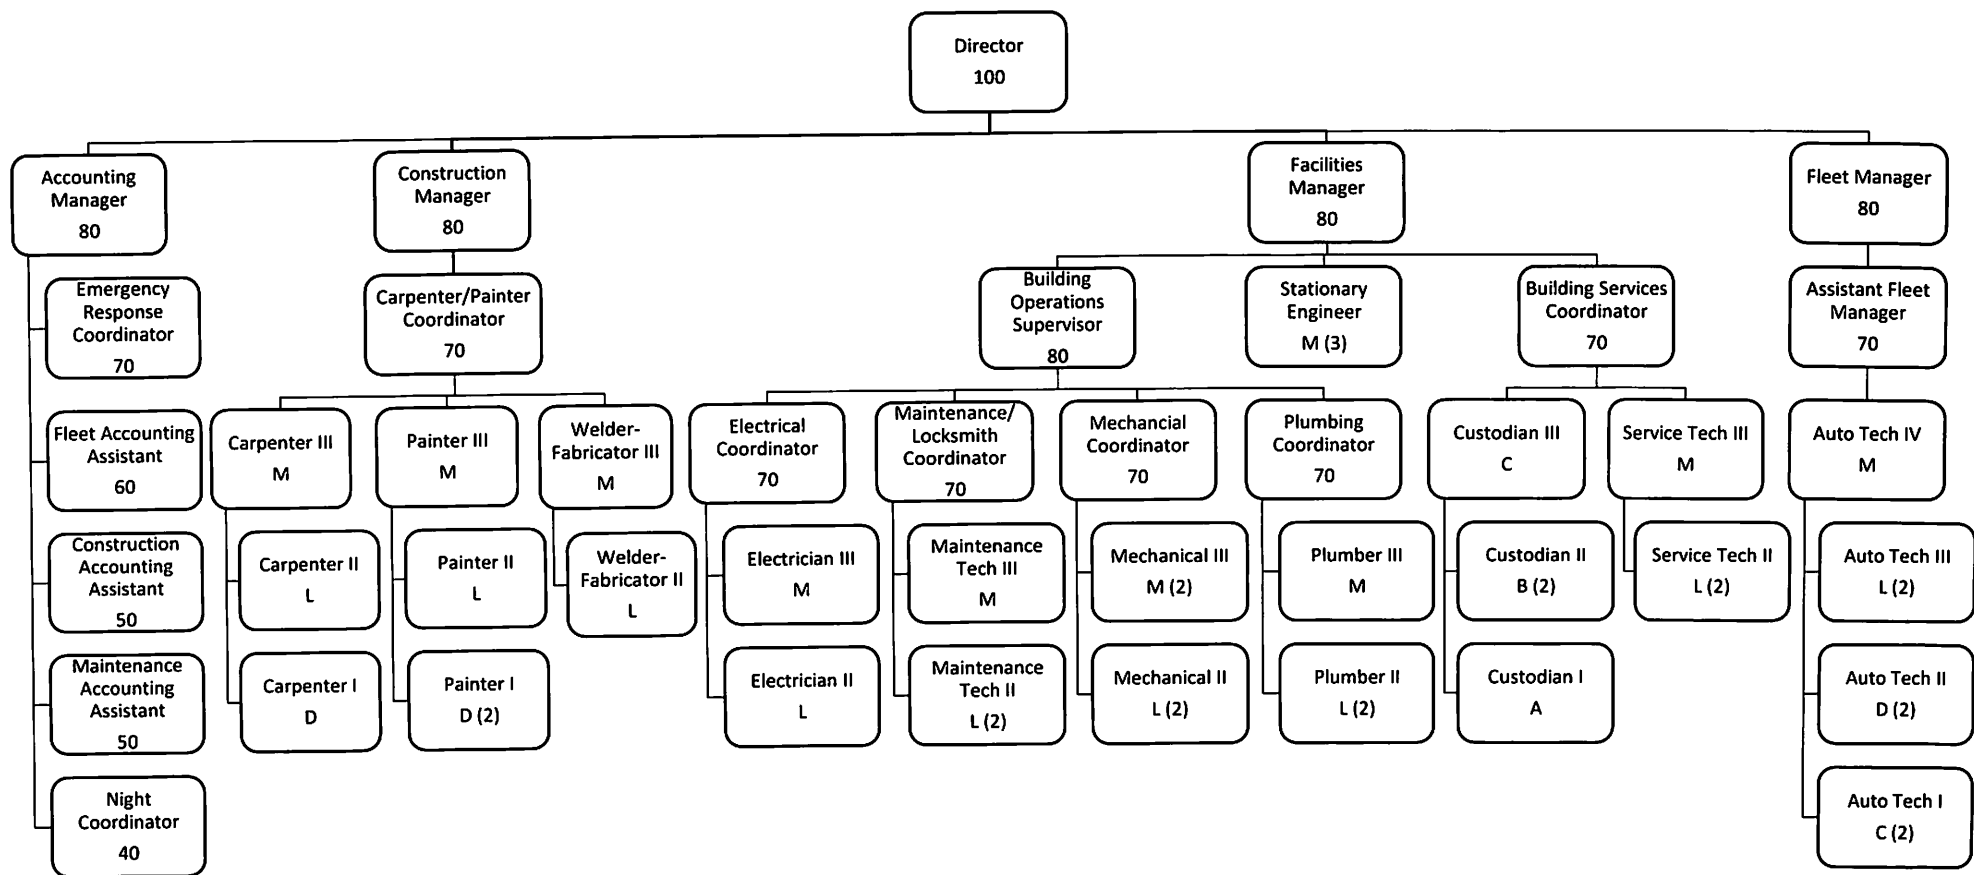 Director
100
Accounting
Manager
80
Construction
Manager
80
Facilities
Manager
80
Fleet Manager
80
Emergency
Response
Coordinator
70
Carpenter/Painter
Coordinator
70
Building
Operations
Supervisor
80
Stationary
Engineer
M (3)
Building Services
Coordinator
70
Assistant Fleet
Manager
70
Fleet Accounting
Assistant
60
Carpenter III
M
Painter III
M
Welder-
Fabricator III
M
Electrical
Coordinator
70
Maintenance/
Locksmith
Coordinator
70
Mechancial
Coordinator
70
Plumbing
Coordinator
70
Custodian III
C
Service Tech III
M
Auto Tech IV
M
Construction
Accounting
Assistant
50
Carpenter II
L
Painter II
L
Welder-
Fabricator II
L
Electrician III
M
Maintenance
Tech III
M
Mechanical III
M (2)
Plumber III
M
Custodian II
B (2)
Service Tech II
L (2)
Auto Tech III
L (2)
Maintenance
Accounting
Assistant
50
Carpenter I
D
Painter I
D (2)
Electrician II
L
Maintenance
Tech II
L (2)
Mechanical II
L (2)
Plumber II
L (2)
Custodian I
A
Auto Tech II
D (2)
Night
Coordinator
40
Auto Tech I
C (2)